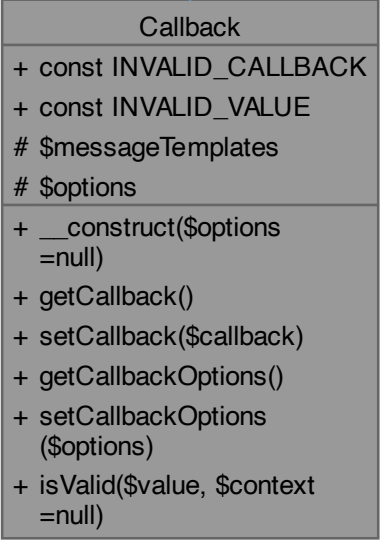 Callback
+ const INVALID_CALLBACK
+ const INVALID_VALUE
# $messageTemplates
# $options
+ __construct($options
=null)
+ getCallback()
+ setCallback($callback)
+ getCallbackOptions()
+ setCallbackOptions
($options)
+ isValid($value, $context
=null)